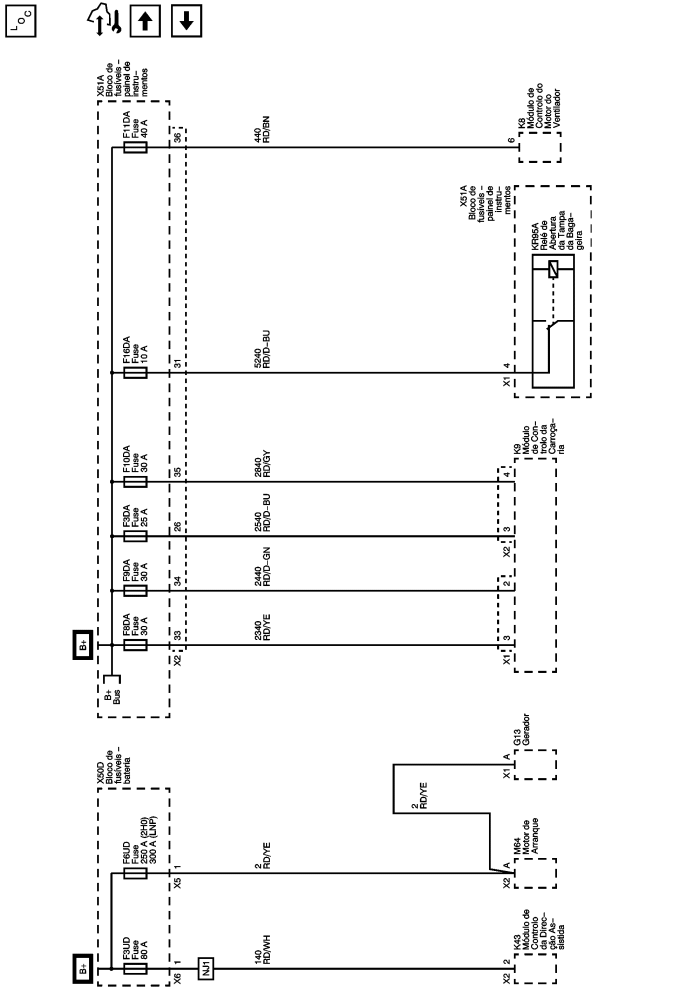 LOC
X51A
Bloco de
fusíveis –
painel de
instru–
mentos
F11DA
Fuse
40 A
36
440
RD/BN
6
K8
Módulo de
Controlo do
Motor do
Ventilador
X51A
Bloco de
fusíveis –
painel de
instru–
mentos
KR95A
Relé de
Abertura
da Tampa
da Baga–
geira
F16DA
Fuse
10 A
31
5240
RD/D–BU
4
X1
F10DA
Fuse
30 A
35
2840
RD/GY
4
K9
Módulo
de Con–
trolo da
Carroça–
ria
F3DA
Fuse
25 A
26
2540
RD/D–BU
3
X2
F9DA
Fuse
30 A
34
2440
RD/D–GN
2
B+
F8DA
Fuse
30 A
33
X2
2340
RD/YE
3
X1
B+
Bus
X50D
Bloco de
fusíveis –
bateria
G13
Gerador
A
X1
2
RD/YE
F6UD
Fuse
250 A (2H0)
300 A (LNP)
1
X5
2
RD/YE
A
X2
M64
Motor de
Arranque
B+
F3UD
Fuse
80 A
1
X6
NJ1
140
RD/WH
2
X2
K43
Módulo de
Controlo
da Direc–
ção As–
sistida